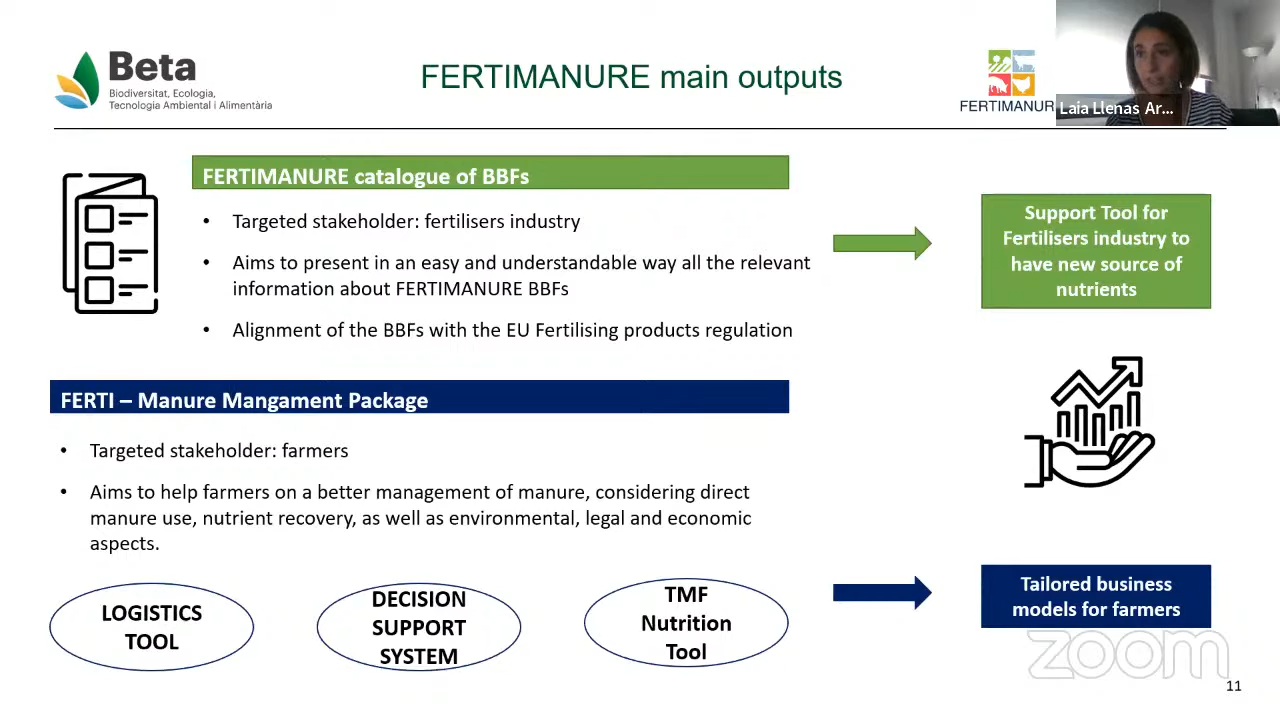 Beta
Biodiversitat, Ecologia,
Tecnologia Ambiental i Alimentària
FERTIMANURE main outputs
FERTIMANUR
Laia Llenas Ar...
FERTIMANURE catalogue of BBFs
• Targeted stakeholder: fertilisers industry
• Aims to present in an easy and understandable way all the relevant
information about FERTIMANURE BBFs
• Alignment of the BBFs with the EU Fertilising products regulation
Support Tool for
Fertilisers industry to
have new source of
nutrients
FERTI – Manure Mangament Package
• Targeted stakeholder: farmers
• Aims to help farmers on a better management of manure, considering direct
manure use, nutrient recovery, as well as environmental, legal and economic
aspects.
LOGISTICS
TOOL
DECISION
SUPPORT
SYSTEM
TMF
Nutrition
Tool
Tailored business
models for farmers
zoom
11